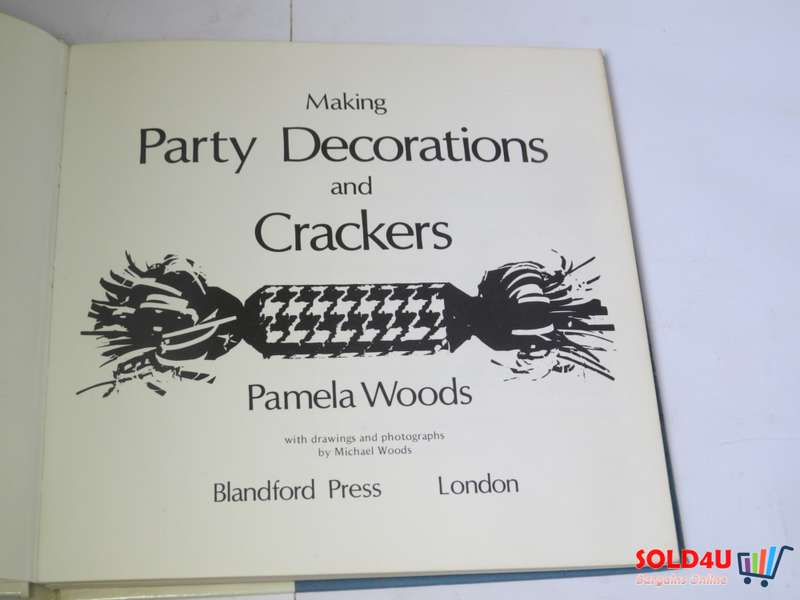 Making
Party Decorations
and
Crackers
Pamela Woods
with drawings and photographs
by Michael Woods
Blandford Press London
SOLD4U
Bargains Online